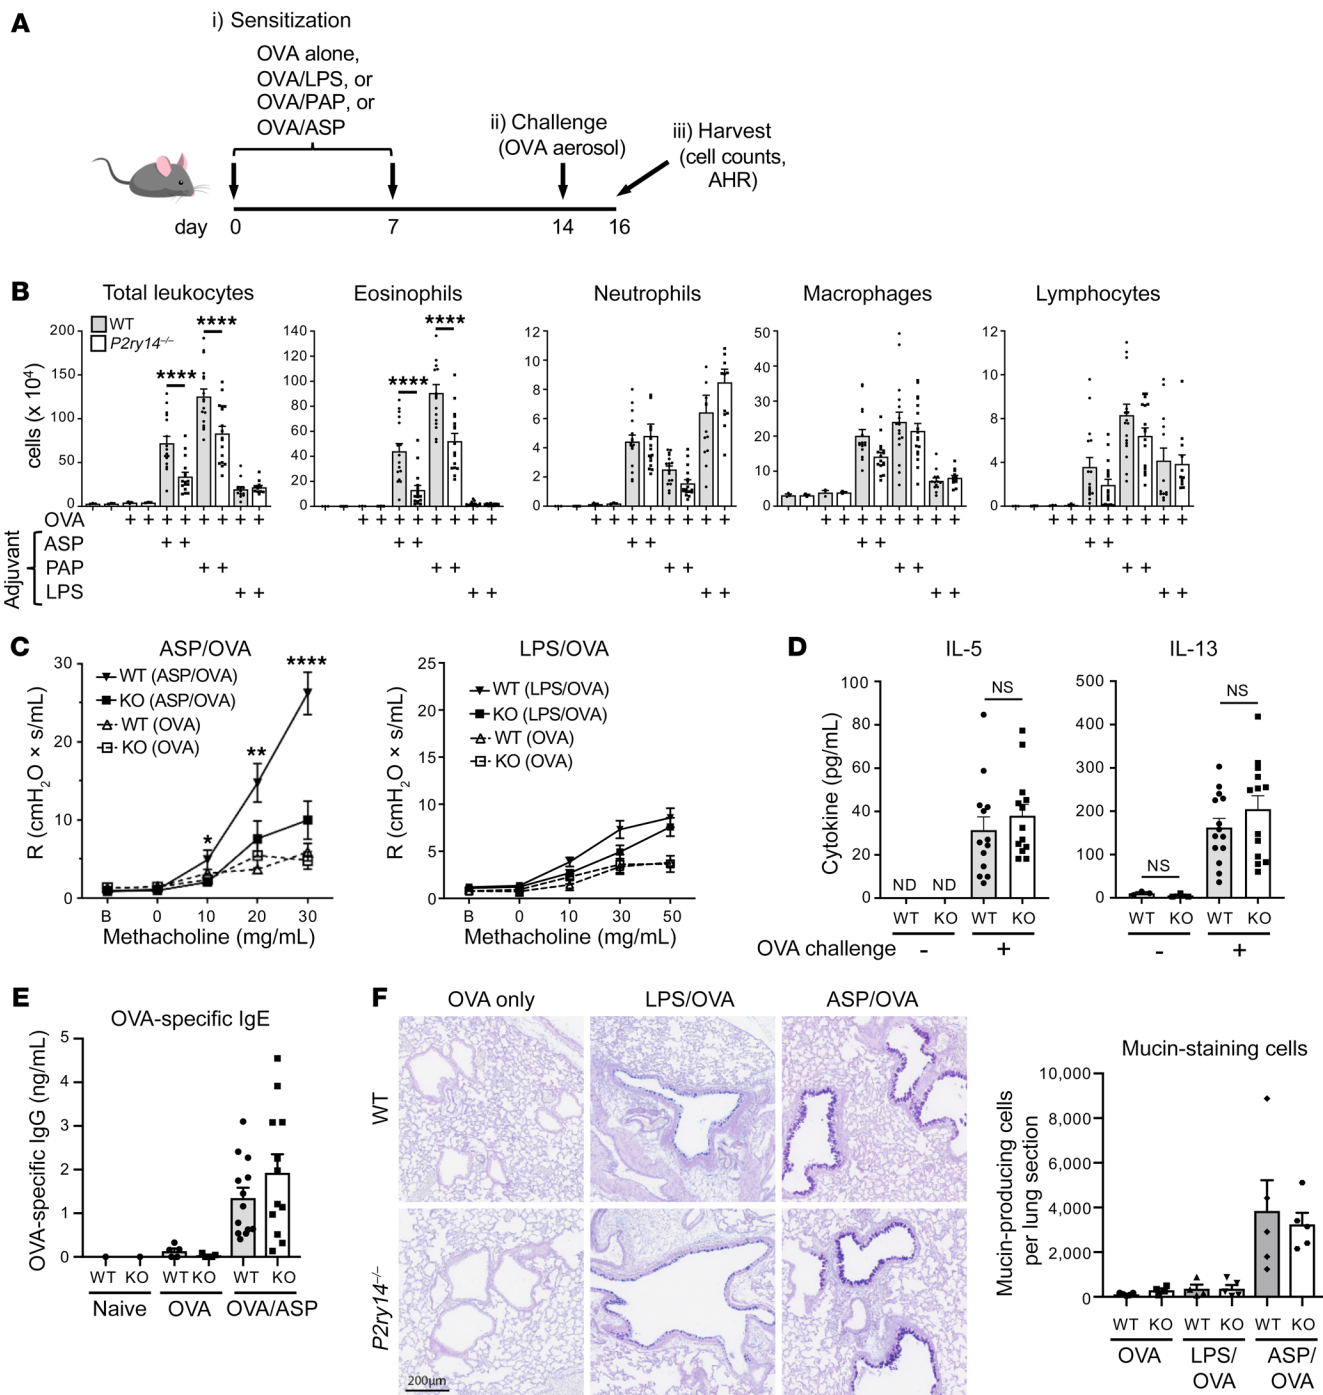 A
i) Sensitization
OVA alone,
OVA/LPS, or
OVA/PAP, or
OVA/ASP
ii) Challenge
(OVA aerosol)
iii) Harvest
(cell counts,
AHR)
day 0 7 14 16
B
Total leukocytes Eosinophils Neutrophils Macrophages Lymphocytes
WT
P2ry14–/–
cells (x 10⁴)
200
150
100
50
0
**** ****
140
120
100
80
60
40
20
0
**** ****
12
10
8
6
4
2
0
50
40
30
20
10
0
12
8
4
0
OVA + + + + + + + + + + + + + + + + + + + + + + + + + + + + + + + + + + + + + + + +
Adjuvant
ASP + + + + + + + + + +
PAP + + + + + + + + + +
LPS + + + + + + + + + +
C
ASP/OVA
R (cmH₂O × s/mL)
30
20
10
0
WT (ASP/OVA)
KO (ASP/OVA)
WT (OVA)
KO (OVA)
* ** ****
B 0 10 20 30
Methacholine (mg/mL)
LPS/OVA
R (cmH₂O × s/mL)
25
20
15
10
5
0
WT (LPS/OVA)
KO (LPS/OVA)
WT (OVA)
KO (OVA)
B 0 10 30 50
Methacholine (mg/mL)
D
IL-5
Cytokine (pg/mL)
100
80
60
40
20
0
NS
ND ND
WT KO WT KO
OVA challenge - +
IL-13
500
400
300
200
100
0
NS
NS
WT KO WT KO
- +
E
OVA-specific IgE
OVA-specific IgG (ng/mL)
5
4
3
2
1
0
WT KO WT KO WT KO
Naive OVA OVA/ASP
F
OVA only LPS/OVA ASP/OVA
WT
P2ry14–/–
200µm
Mucin-staining cells
Mucin-producing cells
per lung section
10,000
8,000
6,000
4,000
2,000
0
WT KO WT KO WT KO
OVA LPS/ ASP/
OVA OVA